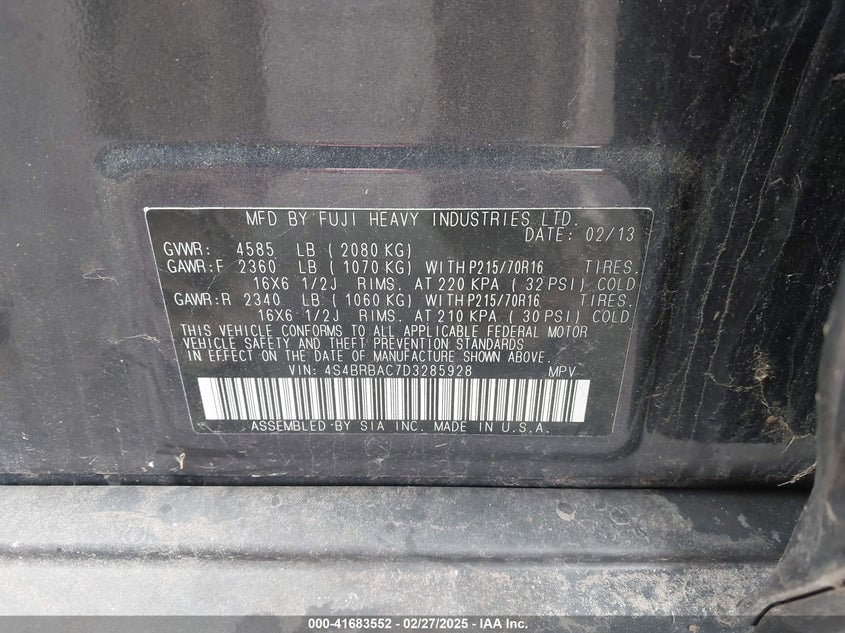 MFD BY FUJI HEAVY INDUSTRIES LTD.
DATE: 02/13
GVWR: 4585 LB (2080 KG)
GAWR:F 2360 LB (1070 KG) WITH P215/70R16 TIRES.
16X6 1/2J RIMS. AT 220 KPA (32 PSI) COLD
GAWR:R 2340 LB (1060 KG) WITH P215/70R16 TIRES.
16X6 1/2J RIMS. AT 210 KPA (30 PSI) COLD
THIS VEHICLE CONFORMS TO ALL APPLICABLE FEDERAL MOTOR
VEHICLE SAFETY AND THEFT PREVENTION STANDARDS
IN EFFECT ON THE DATE OF MANUFACTURE SHOWN ABOVE.
VIN: 4S4BRBAC7D3285928 MPV
ASSEMBLED BY SIA INC. MADE IN U.S.A.
000-41683552 - 02/27/2025 - IAA Inc.